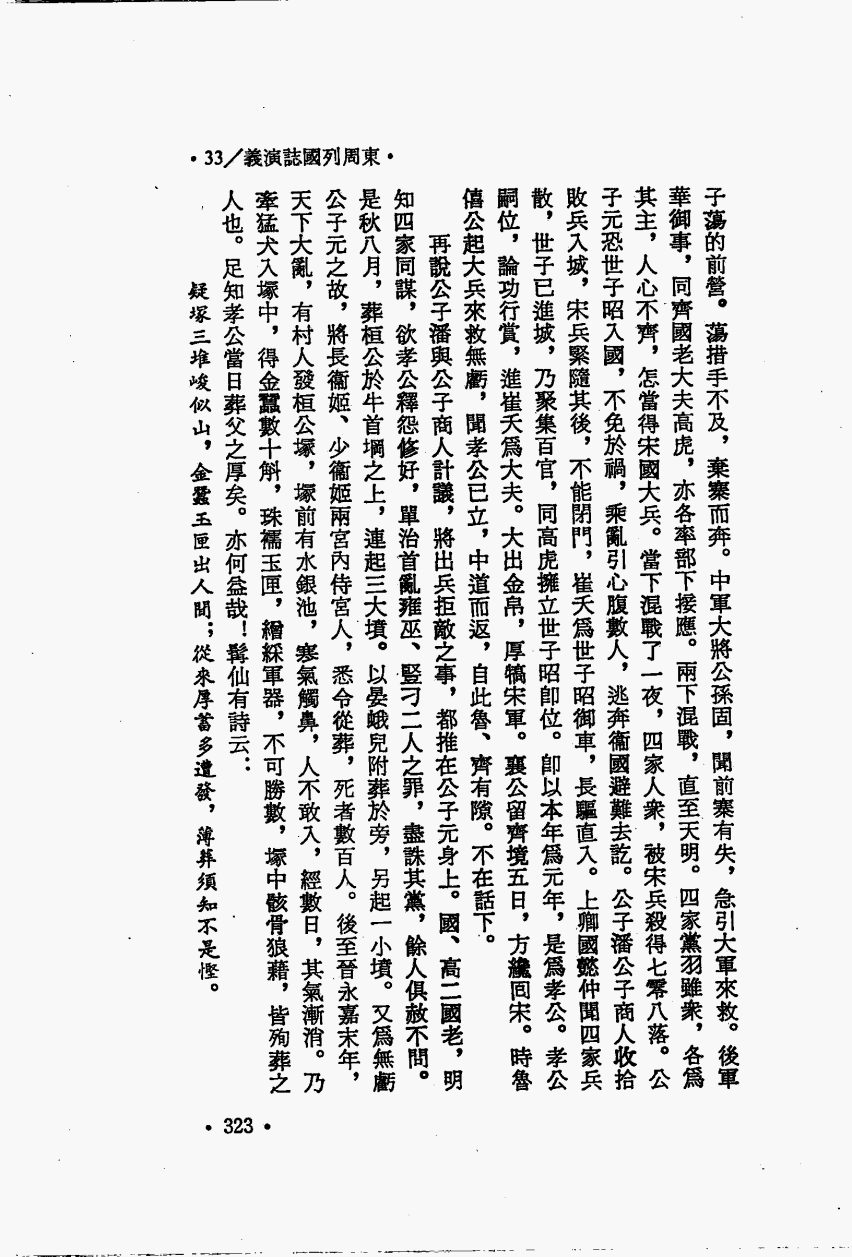 •東周列國誌演義/33•
子蕩的前營。蕩措手不及，棄寨而奔。中軍大將公孫固，聞前寨有失，急引大軍來救。後軍
華御事，同齊國老大夫高虎，亦各率部下接應。兩下混戰，直至天明。四家黨羽雖衆，各爲
其主，人心不齊，怎當得宋國大兵。當下混戰了一夜，四家人衆，被宋兵殺得七零八落。公
子元恐世子昭入國，不免於禍，乘亂引心腹數人，逃奔衞國避難去訖。公子潘公子商人收拾
敗兵入城，宋兵緊隨其後，不能閉門，崔夭爲世子昭御車，長驅直入。上卿國懿仲聞四家兵
散，世子已進城，乃聚集百官，同高虎擁立世子昭卽位。卽以本年爲元年，是爲孝公。孝公
嗣位，論功行賞，進崔夭爲大夫。大出金帛，厚犒宋軍。襄公留齊境五日，方纔回宋。時魯
僖公起大兵來救無虧，聞孝公已立，中道而返，自此魯、齊有隙。不在話下。
再說公子潘與公子商人計議，將出兵拒敵之事，都推在公子元身上。國、高二國老，明
知四家同謀，欲孝公釋怨修好，單治首亂雍巫、豎刁二人之罪，盡誅其黨，餘人俱赦不問。
是秋八月，葬桓公於牛首堈之上，連起三大墳。以晏蛾兒附葬於旁，另起一小墳。又爲無虧
公子元之故，將長衞姬、少衞姬兩宮內侍宮人，悉令從葬，死者數百人。後至晉永嘉末年，
天下大亂，有村人發桓公塚，塚前有水銀池，寒氣觸鼻，人不敢入，經數日，其氣漸消。乃
牽猛犬入塚中，得金蠶數十斛，珠襦玉匣，繒綵軍器，不可勝數，塚中骸骨狼藉，皆殉葬之
人也。足知孝公當日葬父之厚矣。亦何益哉！髯仙有詩云：
疑塚三堆峻似山，金蠶玉匣出人間；從來厚蓄多遭發，薄葬須知不是慳。
•323•